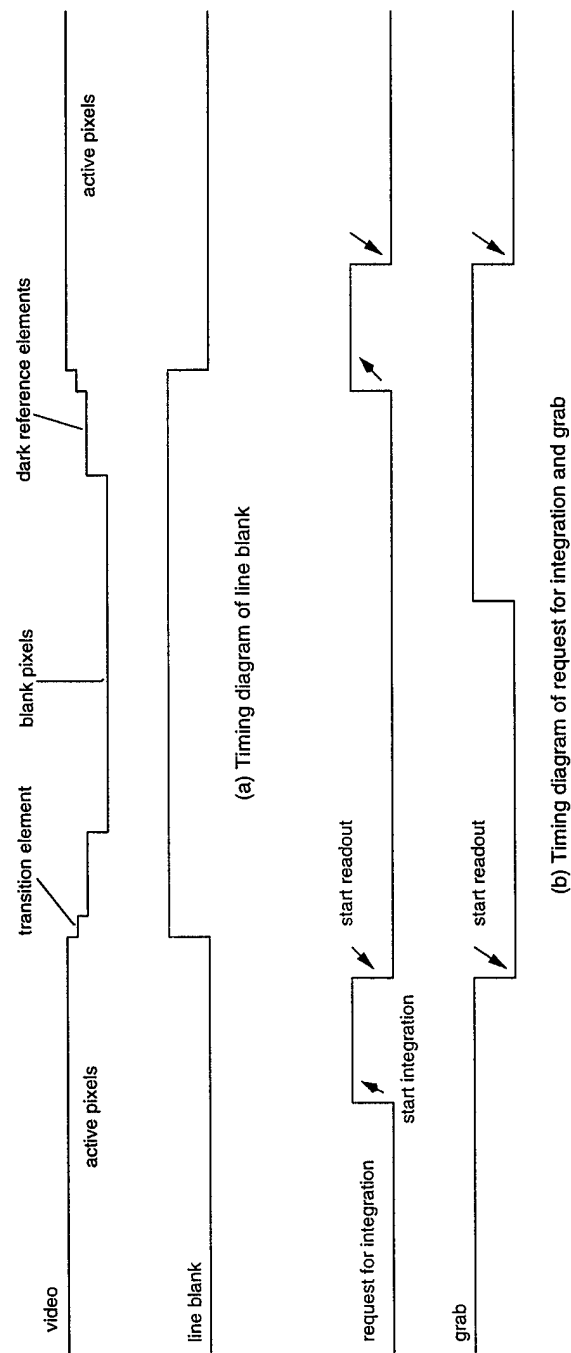 video
active pixels
transition element
blank pixels
dark reference elements
active pixels
line blank
(a) Timing diagram of line blank
request for integration
start integration
start readout
grab
start readout
(b) Timing diagram of request for integration and grab